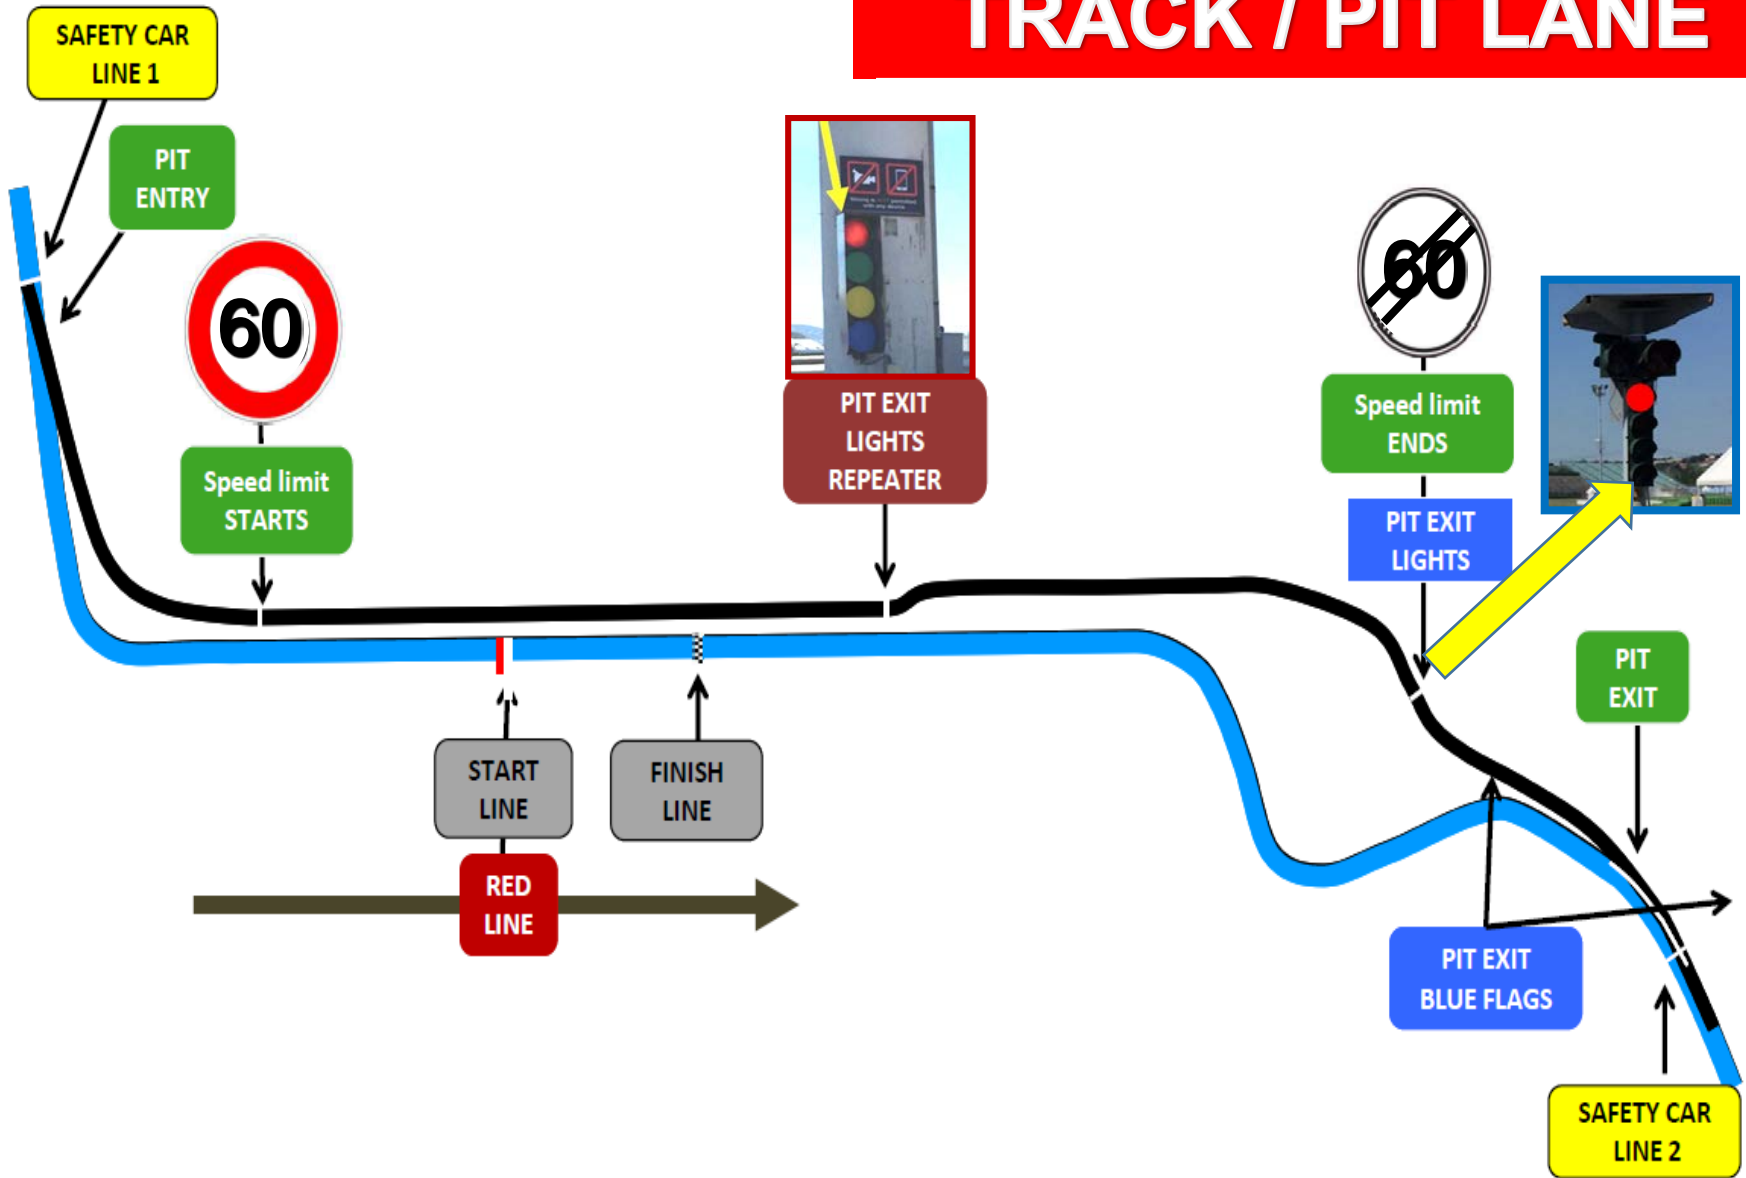 TRACK / PIT LANE
SAFETY CAR
LINE 1
PIT
ENTRY
60
Speed limit
STARTS
PIT EXIT
LIGHTS
REPEATER
60
Speed limit
ENDS
PIT EXIT
LIGHTS
PIT
EXIT
START
LINE
FINISH
LINE
RED
LINE
PIT EXIT
BLUE FLAGS
SAFETY CAR
LINE 2